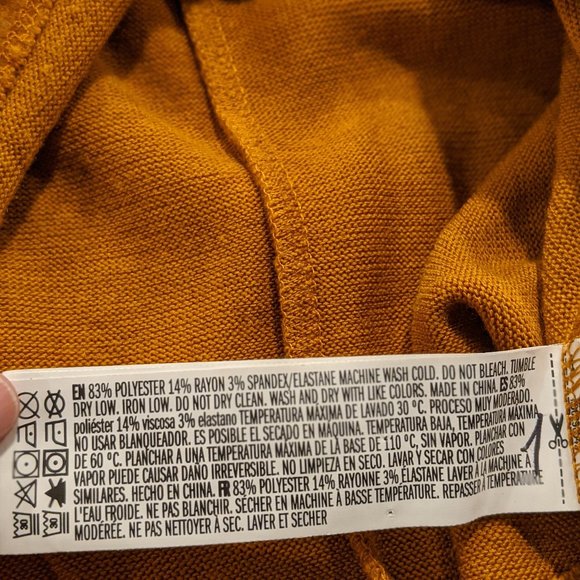 EN 83% POLYESTER 14% RAYON 3% SPANDEX/ELASTANE MACHINE WASH COLD. DO NOT BLEACH. TUMBLE
DRY LOW. IRON LOW. DO NOT DRY CLEAN. WASH AND DRY WITH LIKE COLORS. MADE IN CHINA. ES 83%
poliéster 14% viscosa 3% elastano TEMPERATURA MÁXIMA DE LAVADO 30 °C. PROCESO MUY MODERADO.
NO USAR BLANQUEADOR. ES POSIBLE EL SECADO EN MÁQUINA. TEMPERATURA BAJA, TEMPERATURA MÁXIMA
DE 60 °C. PLANCHAR A UNA TEMPERATURA MÁXIMA DE LA BASE DE 110 °C, SIN VAPOR. PLANCHAR CON
VAPOR PUEDE CAUSAR DAÑO IRREVERSIBLE. NO LIMPIEZA EN SECO. LAVAR Y SECAR CON COLORES
SIMILARES. HECHO EN CHINA. FR 83% POLYESTER 14% RAYONNE 3% ÉLASTANE LAVER À LA MACHINE À
L'EAU FROIDE. NE PAS BLANCHIR. SÉCHER EN MACHINE À BASSE TEMPÉRATURE. REPASSER À TEMPÉRATURE
MODÉRÉE. NE PAS NETTOYER À SEC. LAVER ET SÉCHER
1